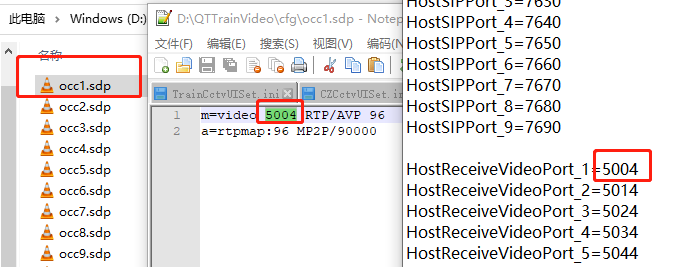 此电脑 > Windows (D:)
名称
occ1.sdp
occ2.sdp
occ3.sdp
occ4.sdp
occ5.sdp
occ6.sdp
occ7.sdp
occ8.sdp
occ9.sdp
D:\QTTrainVideo\cfg\occ1.sdp - Notep
文件(F) 编辑(E) 搜索(S) 视图(V) 编码(
TrainCctvUISet.ini CZCctvUISet.
1 m=video 5004 RTP/AVP 96
2 a=rtpmap:96 MP2P/90000
HostSIPPort_3=7630
HostSIPPort_4=7640
HostSIPPort_5=7650
HostSIPPort_6=7660
HostSIPPort_7=7670
HostSIPPort_8=7680
HostSIPPort_9=7690
HostReceiveVideoPort_1=5004
HostReceiveVideoPort_2=5014
HostReceiveVideoPort_3=5024
HostReceiveVideoPort_4=5034
HostReceiveVideoPort_5=5044